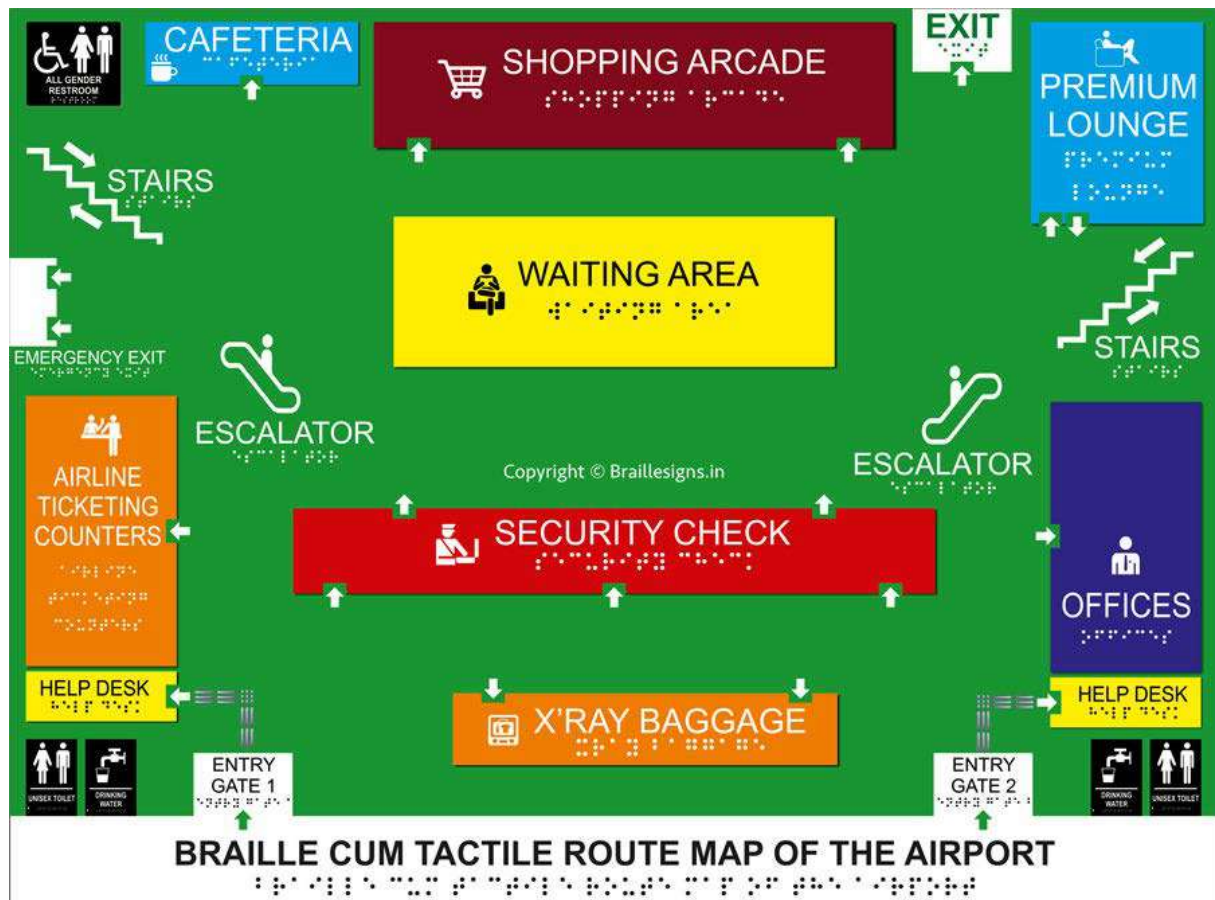 ALL GENDER
RESTROOM
CAFETERIA
SHOPPING ARCADE
EXIT
PREMIUM
LOUNGE
STAIRS
WAITING AREA
STAIRS
EMERGENCY EXIT
ESCALATOR
ESCALATOR
Copyright © Braillesigns.in
AIRLINE
TICKETING
COUNTERS
SECURITY CHECK
OFFICES
HELP DESK
HELP DESK
X'RAY BAGGAGE
UNISEX TOILET
DRINKING
WATER
ENTRY
GATE 1
ENTRY
GATE 2
DRINKING
WATER
UNISEX TOILET
BRAILLE CUM TACTILE ROUTE MAP OF THE AIRPORT